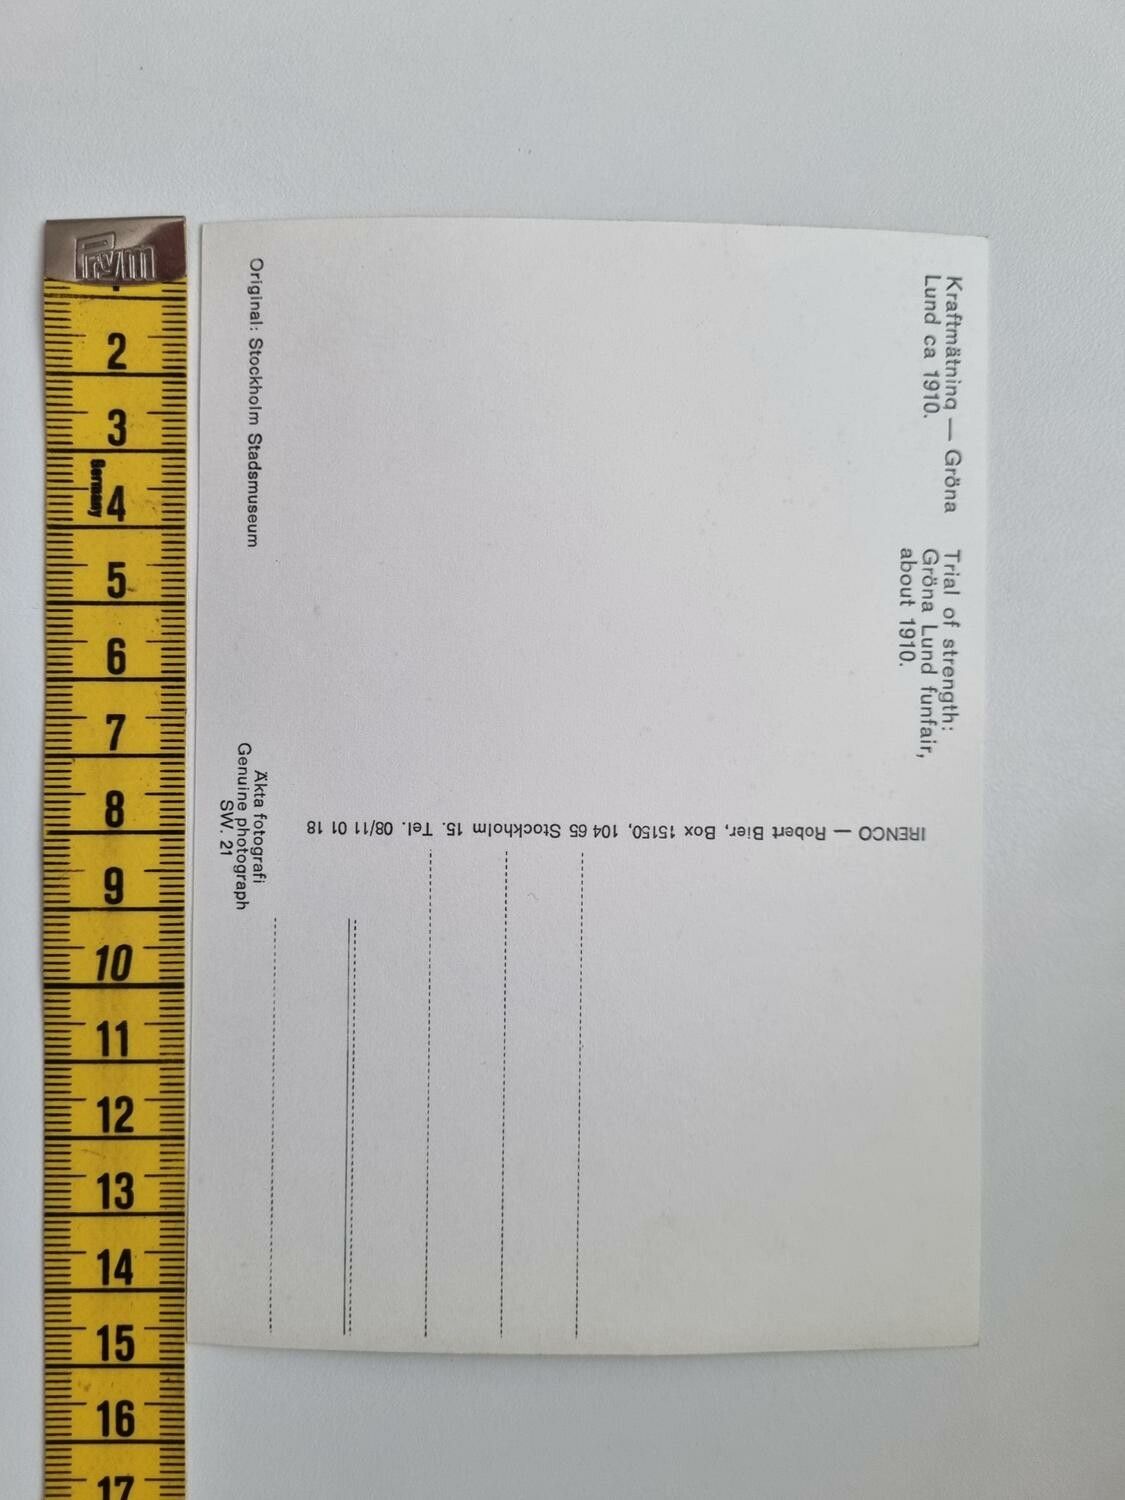 Kraftmätning — Gröna
Lund ca 1910.
Trial of strength:
Gröna Lund funfair,
about 1910.
IRENCO — Robert Bier, Box 15150, 104 65 Stockholm 15. Tel. 08/11 01 18
Original: Stockholm Stadsmuseum
Äkta fotografi
Genuine photograph
SW. 21
Prym
1
2
3
Germany
4
5
6
7
8
9
10
11
12
13
14
15
16
17